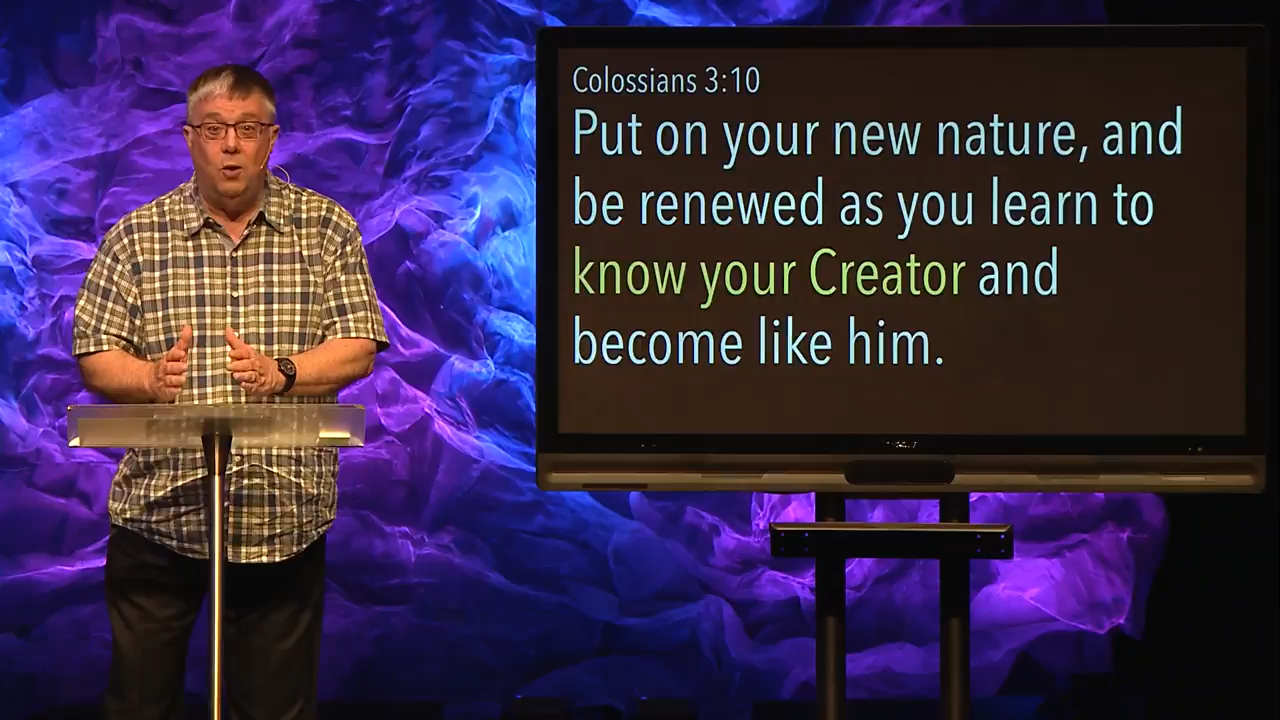 Colossians 3:10
Put on your new nature, and
be renewed as you learn to
know your Creator and
become like him.